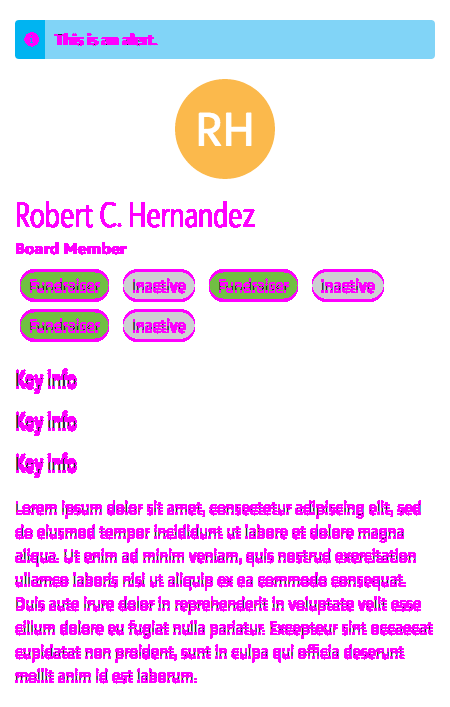 This is an alert.
RH
Robert C. Hernandez
Board Member
Fundraiser Inactive Fundraiser Inactive
Fundraiser Inactive
Key info
Key info
Key info
Lorem ipsum dolor sit amet, consectetur adipiscing elit, sed
do eiusmod tempor incididunt ut labore et dolore magna
aliqua. Ut enim ad minim veniam, quis nostrud exercitation
ullamco laboris nisi ut aliquip ex ea commodo consequat.
Duis aute irure dolor in reprehenderit in voluptate velit esse
cillum dolore eu fugiat nulla pariatur. Excepteur sint occaecat
cupidatat non proident, sunt in culpa qui officia deserunt
mollit anim id est laborum.